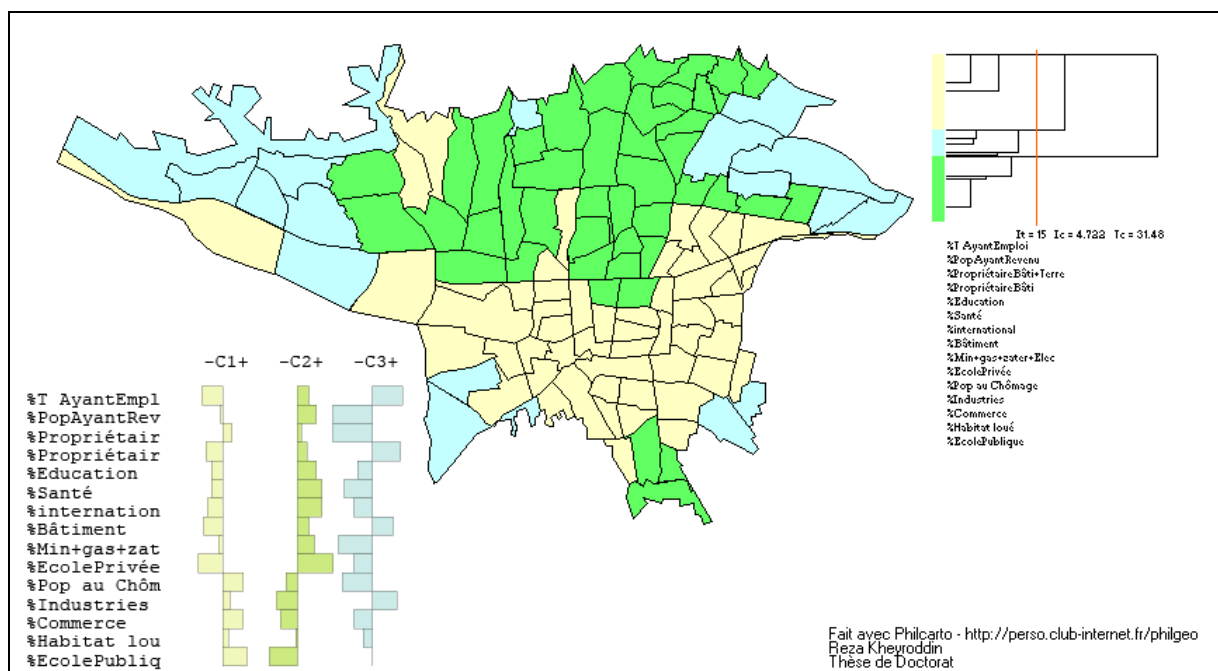 It = 15 Ic = 4.722 Tc = 31.48
%T AyantEmploi
%PopAyantRevenu
%PropriétaireBâti+Terre
%PropriétaireBâti
%Education
%Santé
%international
%Bâtiment
%Min+gas+zater+Elec
%EcolePrivée
%Pop au Chômage
%Industries
%Commerce
%Habitat loué
%EcolePublique
-C1+ -C2+ -C3+
%T AyantEmpl
%PopAyantRev
%Propriétair
%Propriétair
%Education
%Santé
%internation
%Bâtiment
%Min+gas+zat
%EcolePrivée
%Pop au Chôm
%Industries
%Commerce
%Habitat lou
%EcolePubliq
Fait avec Philcarto - http://perso.club-internet.fr/philgeo
Reza Kheyroddin
Thèse de Doctorat